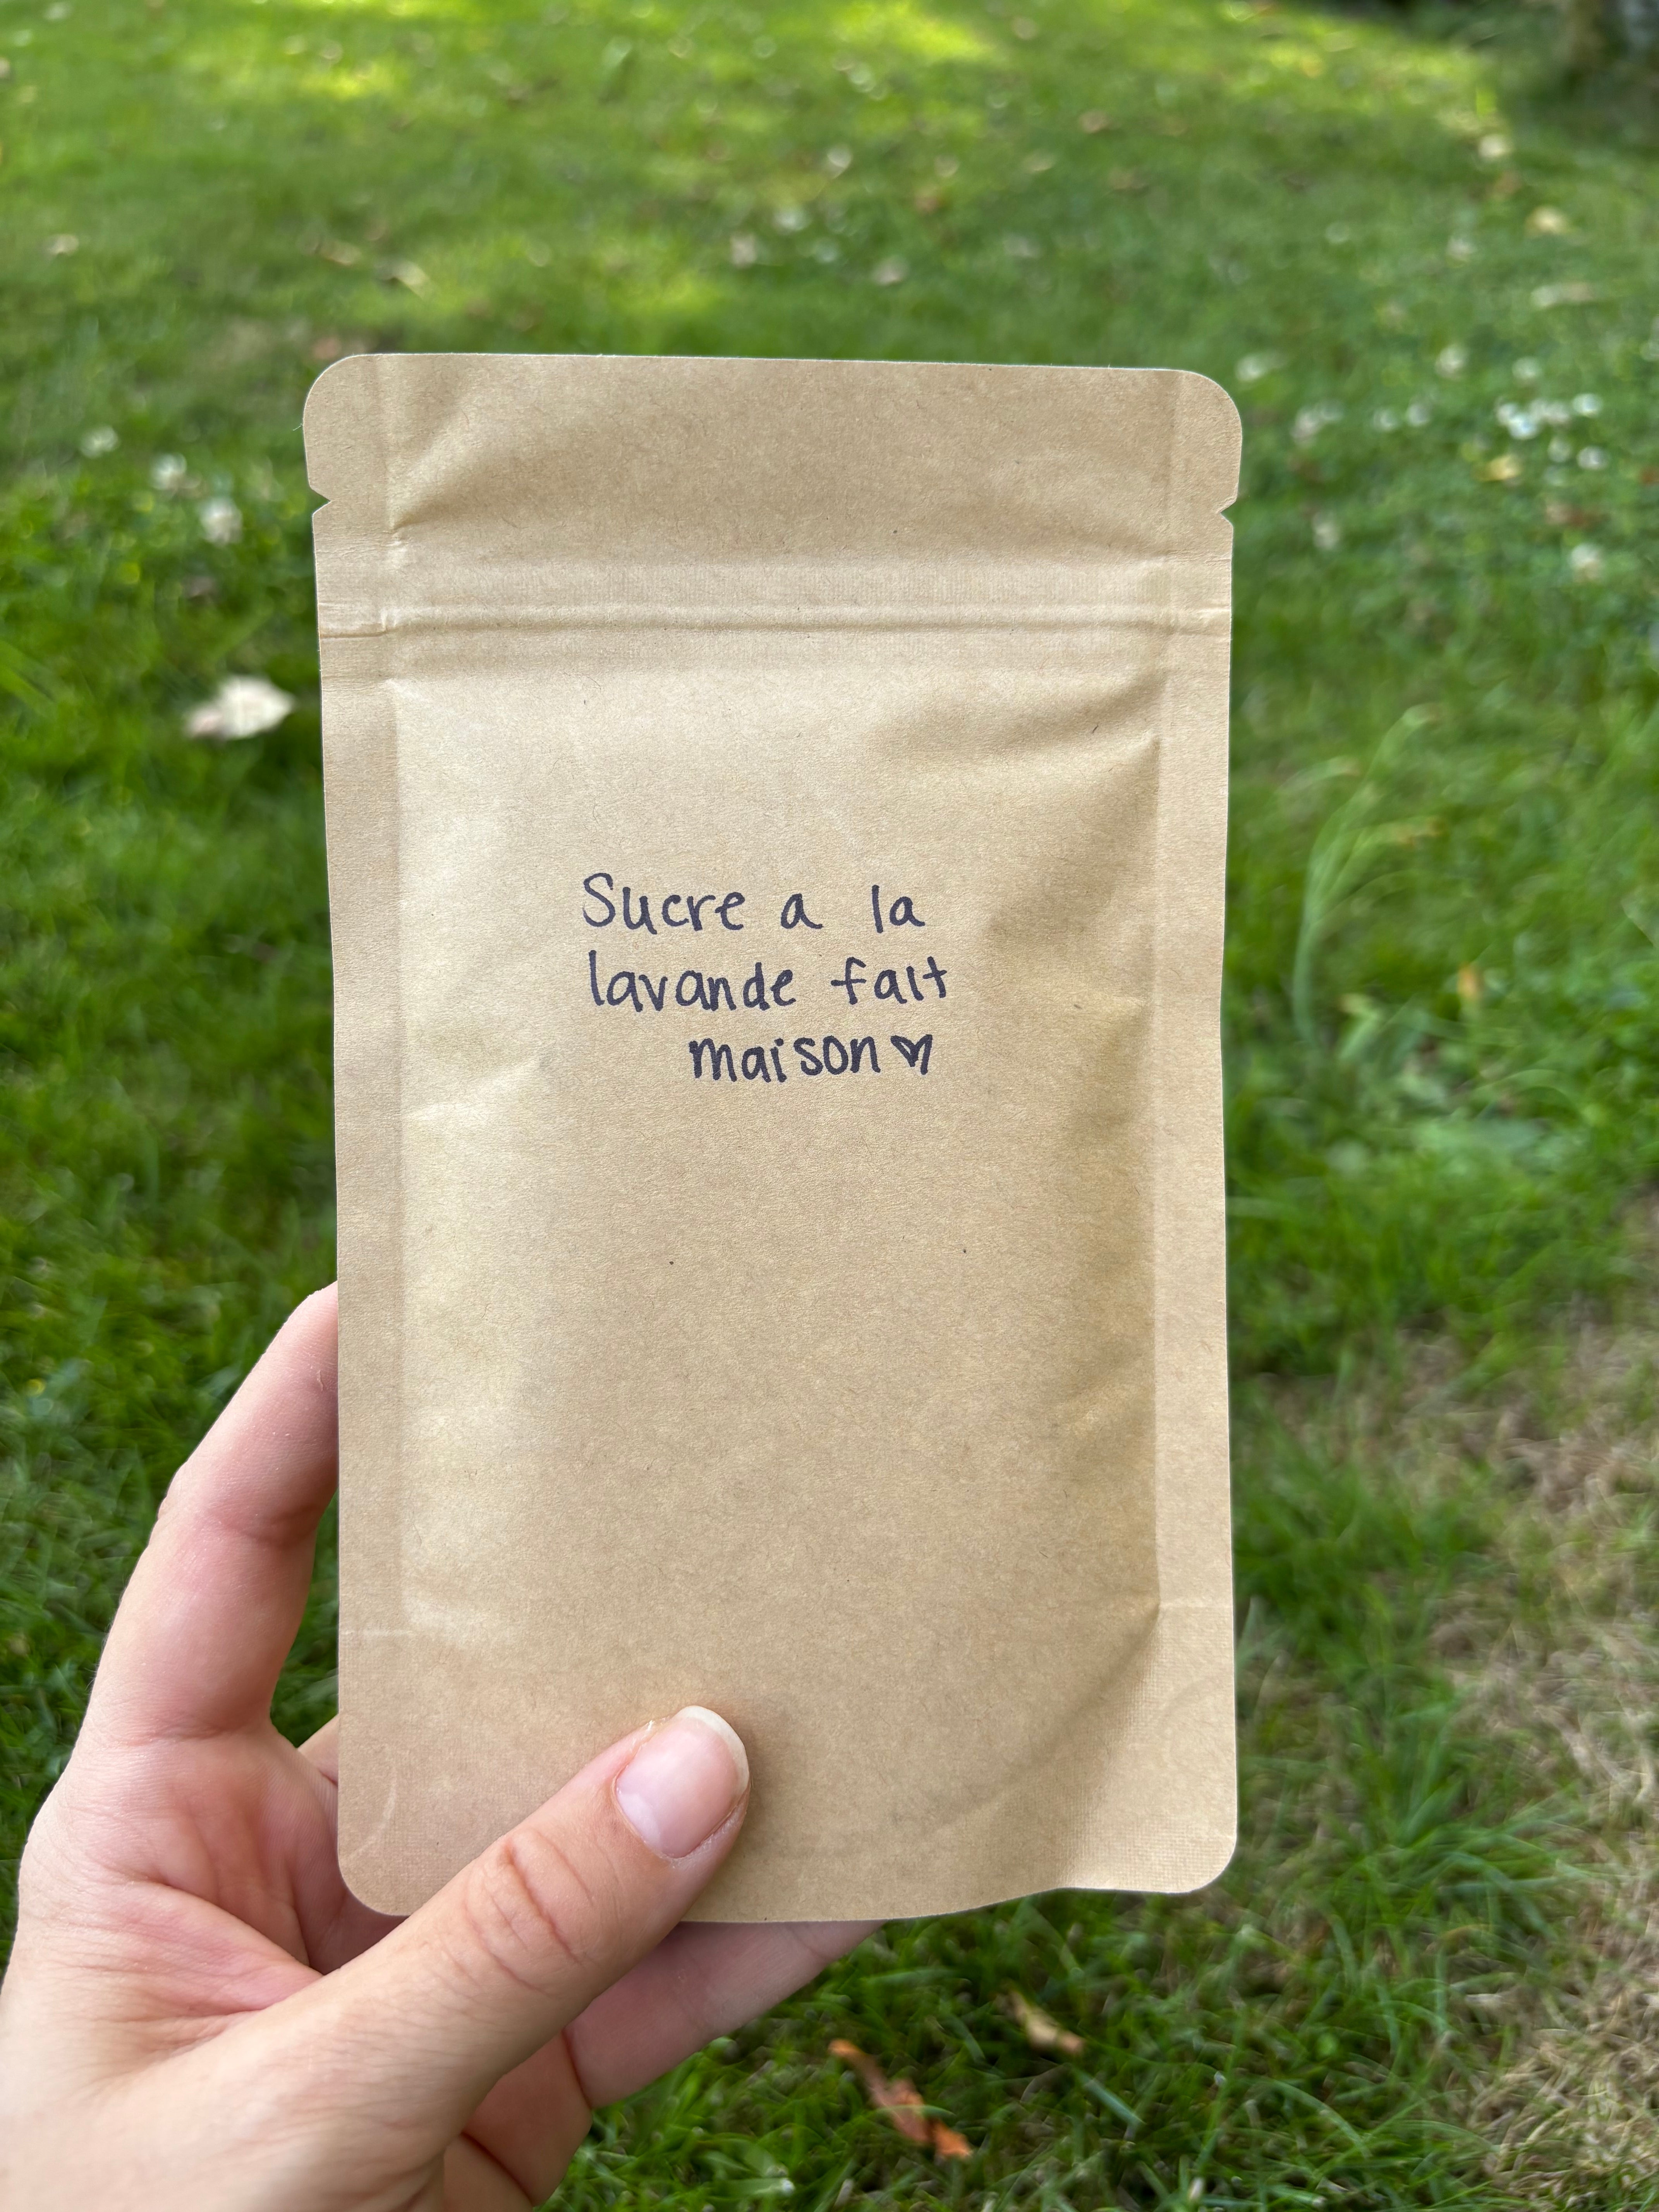 Sucre a la
lavande fait
maison ♥